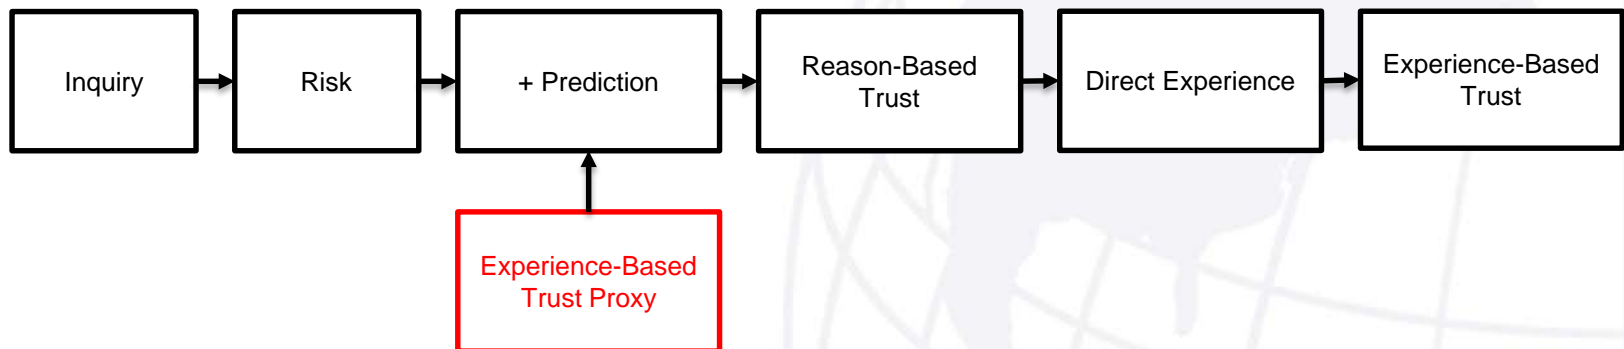 Inquiry
Risk
+ Prediction
Reason-Based
Trust
Direct Experience
Experience-Based
Trust
Experience-Based
Trust Proxy